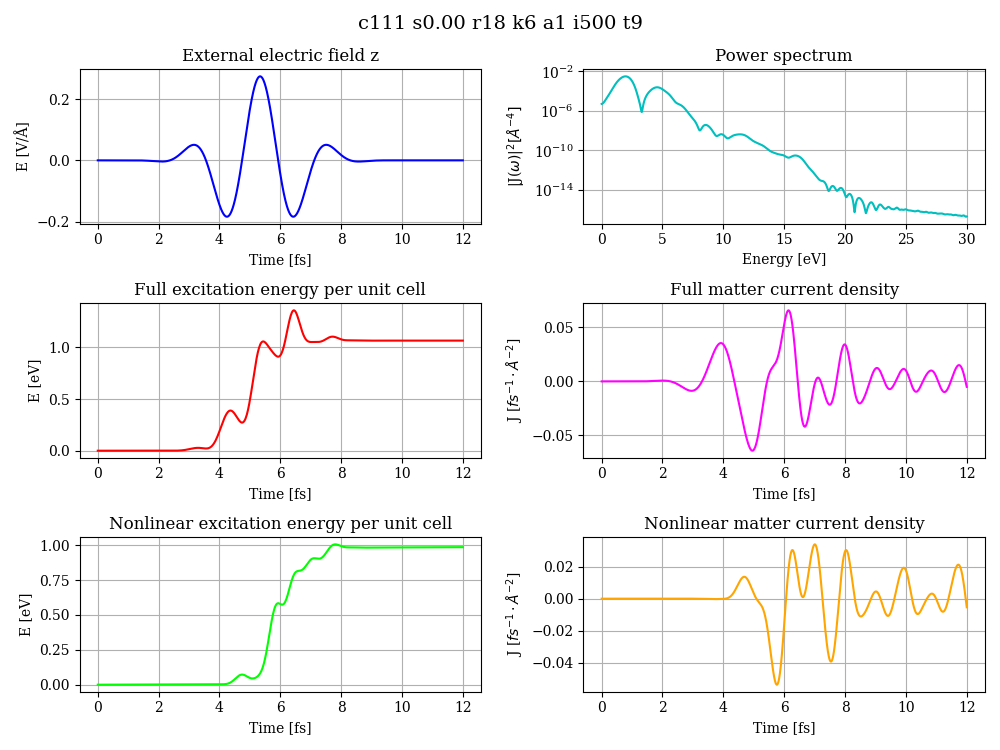 c111 s0.00 r18 k6 a1 i500 t9
External electric field z
E [V/Å]
0.2
0.0
−0.2
0 2 4 6 8 10 12
Time [fs]
Power spectrum
|J(ω)|²[Å⁻⁴]
10⁻²
10⁻⁶
10⁻¹⁰
10⁻¹⁴
0 5 10 15 20 25 30
Energy [eV]
Full excitation energy per unit cell
E [eV]
1.0
0.5
0.0
0 2 4 6 8 10 12
Time [fs]
Full matter current density
J [fs⁻¹ · Å⁻²]
0.05
0.00
−0.05
0 2 4 6 8 10 12
Time [fs]
Nonlinear excitation energy per unit cell
E [eV]
1.00
0.75
0.50
0.25
0.00
0 2 4 6 8 10 12
Time [fs]
Nonlinear matter current density
J [fs⁻¹ · Å⁻²]
0.02
0.00
−0.02
−0.04
0 2 4 6 8 10 12
Time [fs]